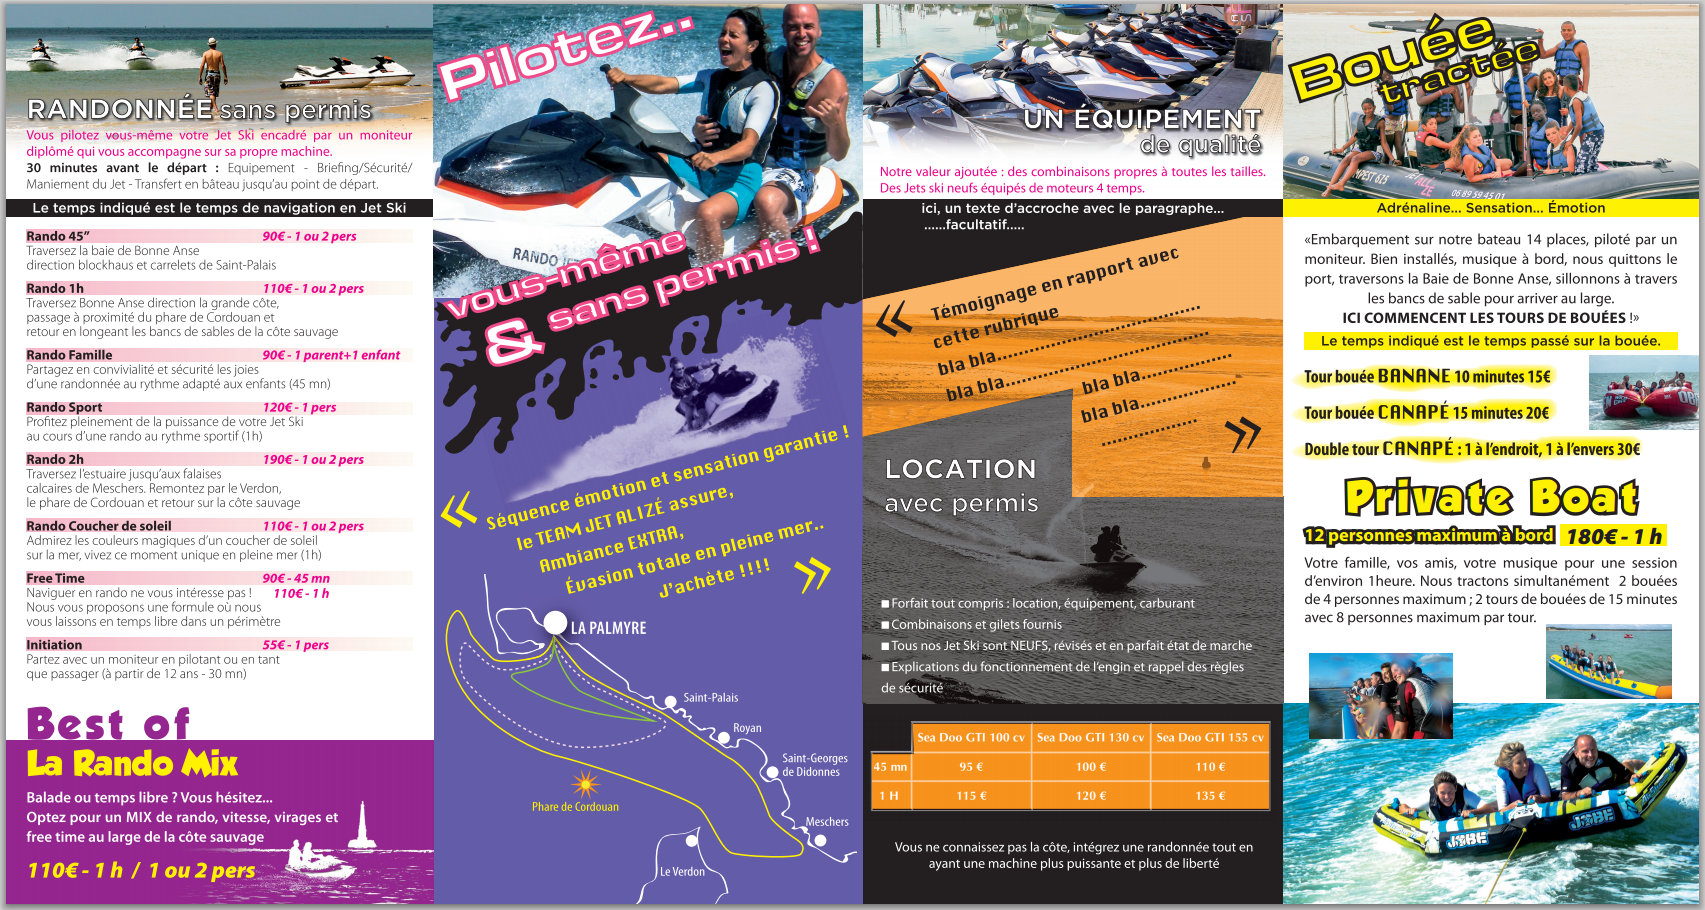 RANDONNÉE sans permis
Vous pilotez vous-même votre Jet Ski encadré par un moniteur
diplômé qui vous accompagne sur sa propre machine.
30 minutes avant le départ : Equipement - Briefing/Sécurité/
Maniement du Jet - Transfert en bâteau jusqu'au point de départ.
Le temps indiqué est le temps de navigation en Jet Ski
Rando 45” 90€ - 1 ou 2 pers
Traversez la baie de Bonne Anse
direction blockhaus et carrelets de Saint-Palais
Rando 1h 110€ - 1 ou 2 pers
Traversez Bonne Anse direction la grande côte,
passage à proximité du phare de Cordouan et
retour en longeant les bancs de sables de la côte sauvage
Rando Famille 90€ - 1 parent+1 enfant
Partagez en convivialité et sécurité les joies
d'une randonnée au rythme adapté aux enfants (45 mn)
Rando Sport 120€ - 1 pers
Profitez pleinement de la puissance de votre Jet Ski
au cours d'une rando au rythme sportif (1h)
Rando 2h 190€ - 1 ou 2 pers
Traversez l'estuaire jusqu'aux falaises
calcaires de Meschers. Remontez par le Verdon,
le phare de Cordouan et retour sur la côte sauvage
Rando Coucher de soleil 110€ - 1 ou 2 pers
Admirez les couleurs magiques d'un coucher de soleil
sur la mer, vivez ce moment unique en pleine mer (1h)
Free Time 90€ - 45 mn
Naviguer en rando ne vous intéresse pas ! 110€ - 1 h
Nous vous proposons une formule où nous
vous laissons en temps libre dans un périmètre
Initiation 55€ - 1 pers
Partez avec un moniteur en pilotant ou en tant
que passager (à partir de 12 ans - 30 mn)
Best of
La Rando Mix
Balade ou temps libre ? Vous hésitez...
Optez pour un MIX de rando, vitesse, virages et
free time au large de la côte sauvage
110€ - 1 h / 1 ou 2 pers
Pilotez..
RANDO JET
vous-même
& sans permis !
« Séquence émotion et sensation garantie !
le TEAM JET ALIZÉ assure,
Ambiance EXTRA,
Évasion totale en pleine mer..
J'achète !!!! »
LA PALMYRE
Saint-Palais
Royan
Saint-Georges
de Didonnes
Phare de Cordouan
Meschers
Le Verdon
UN ÉQUIPEMENT
de qualité
Notre valeur ajoutée : des combinaisons propres à toutes les tailles.
Des Jets ski neufs équipés de moteurs 4 temps.
ici, un texte d'accroche avec le paragraphe...
......facultatif.....
« Témoignage en rapport avec
cette rubrique
bla bla..............................
bla bla..............................
bla bla..............
bla bla..............
.............. »
LOCATION
avec permis
■ Forfait tout compris : location, équipement, carburant
■ Combinaisons et gilets fournis
■ Tous nos Jet Ski sont NEUFS, révisés et en parfait état de marche
■ Explications du fonctionnement de l'engin et rappel des règles
de sécurité
Sea Doo GTI 100 cv Sea Doo GTI 130 cv Sea Doo GTI 155 cv
45 mn 95 € 100 € 110 €
1 H 115 € 120 € 135 €
Vous ne connaissez pas la côte, intégrez une randonnée tout en
ayant une machine plus puissante et plus de liberté
Bouée
tractée
06 89 59 45 01
Adrénaline... Sensation... Émotion
«Embarquement sur notre bateau 14 places, piloté par un
moniteur. Bien installés, musique à bord, nous quittons le
port, traversons la Baie de Bonne Anse, sillonnons à travers
les bancs de sable pour arriver au large.
ICI COMMENCENT LES TOURS DE BOUÉES !»
Le temps indiqué est le temps passé sur la bouée.
Tour bouée BANANE 10 minutes 15€
Tour bouée CANAPÉ 15 minutes 20€
Double tour CANAPÉ : 1 à l'endroit, 1 à l'envers 30€
Private Boat
12 personnes maximum à bord 180€ - 1 h
Votre famille, vos amis, votre musique pour une session
d'environ 1heure. Nous tractons simultanément 2 bouées
de 4 personnes maximum ; 2 tours de bouées de 15 minutes
avec 8 personnes maximum par tour.
JOBE
JOBE